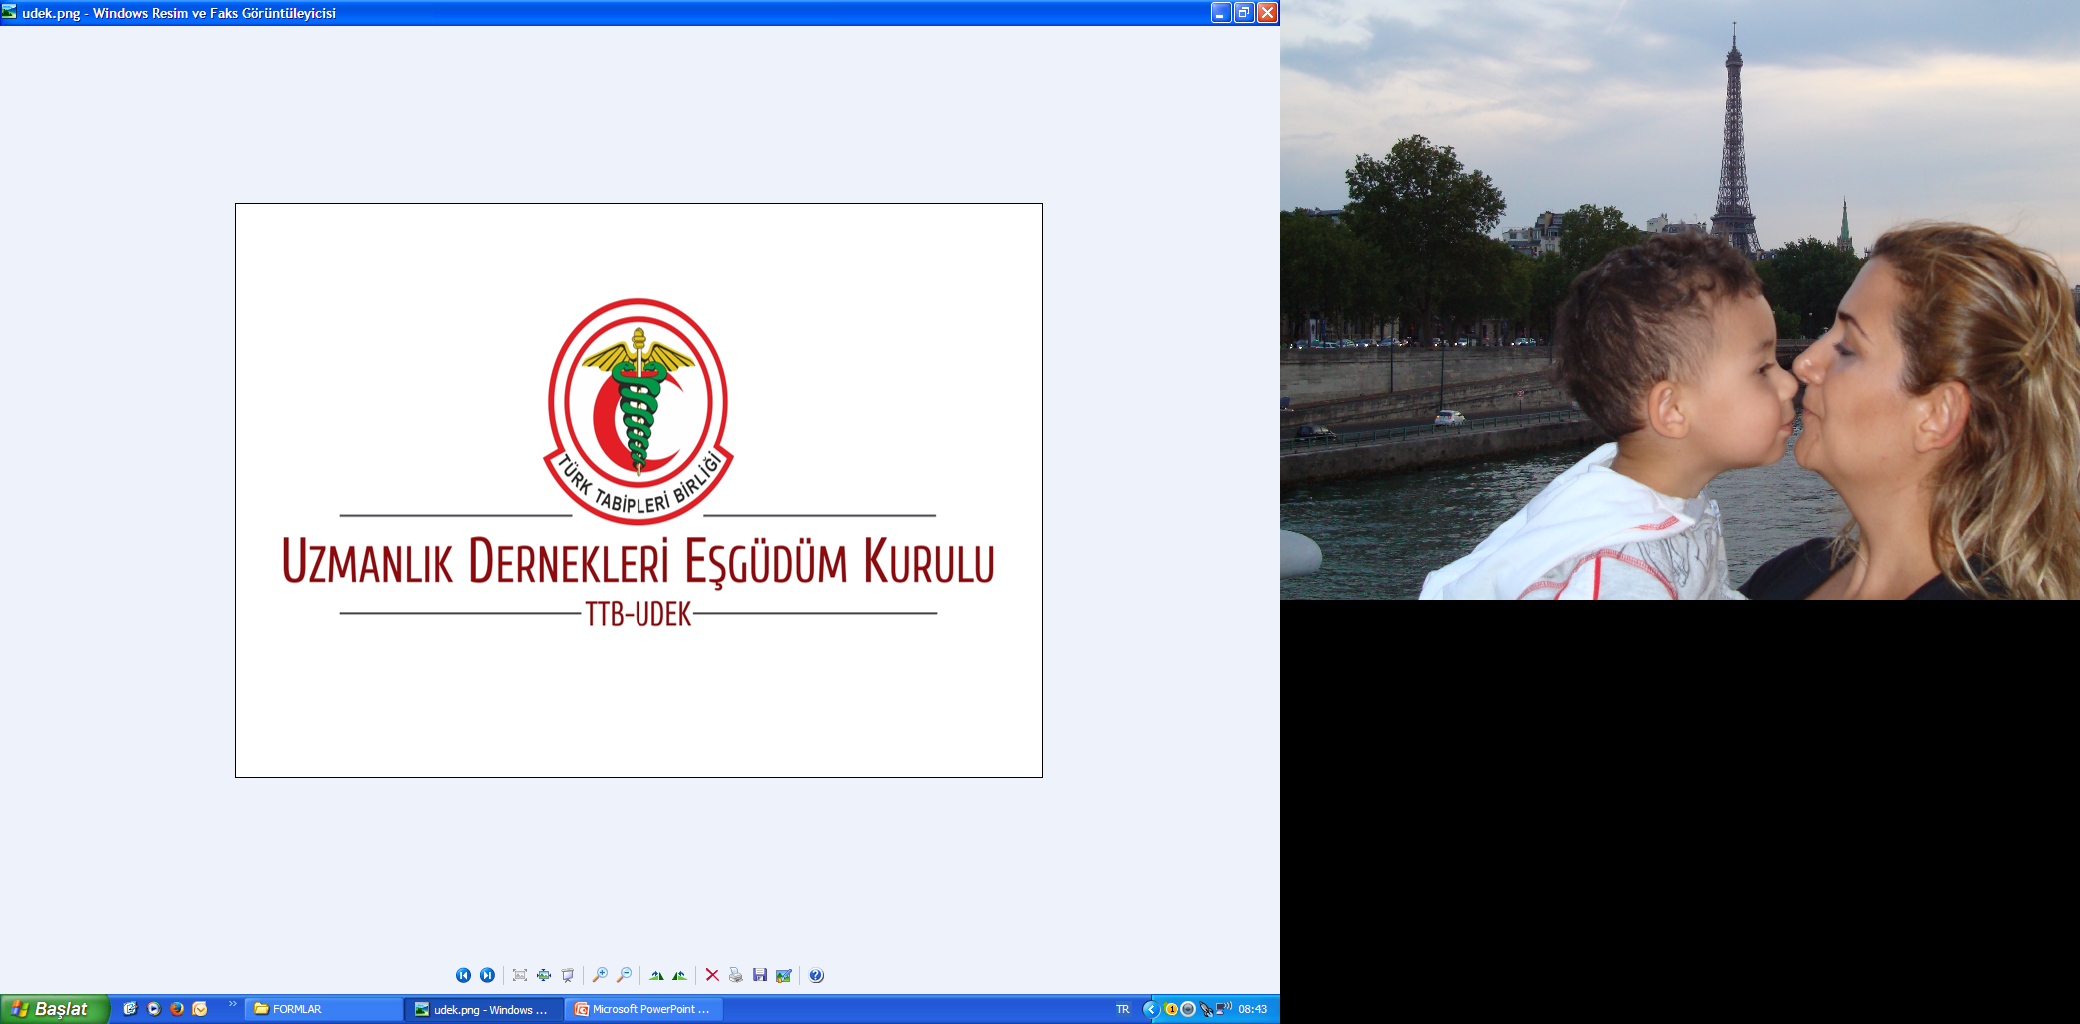 udek.png - Windows Resim ve Faks Görüntüleyicisi
TÜRK TABİPLERİ BİRLİĞİ
UZMANLIK DERNEKLERİ EŞGÜDÜM KURULU
TTB-UDEK
Başlat
FORMLAR
udek.png - Windows ...
Microsoft PowerPoint ...
TR
08:43